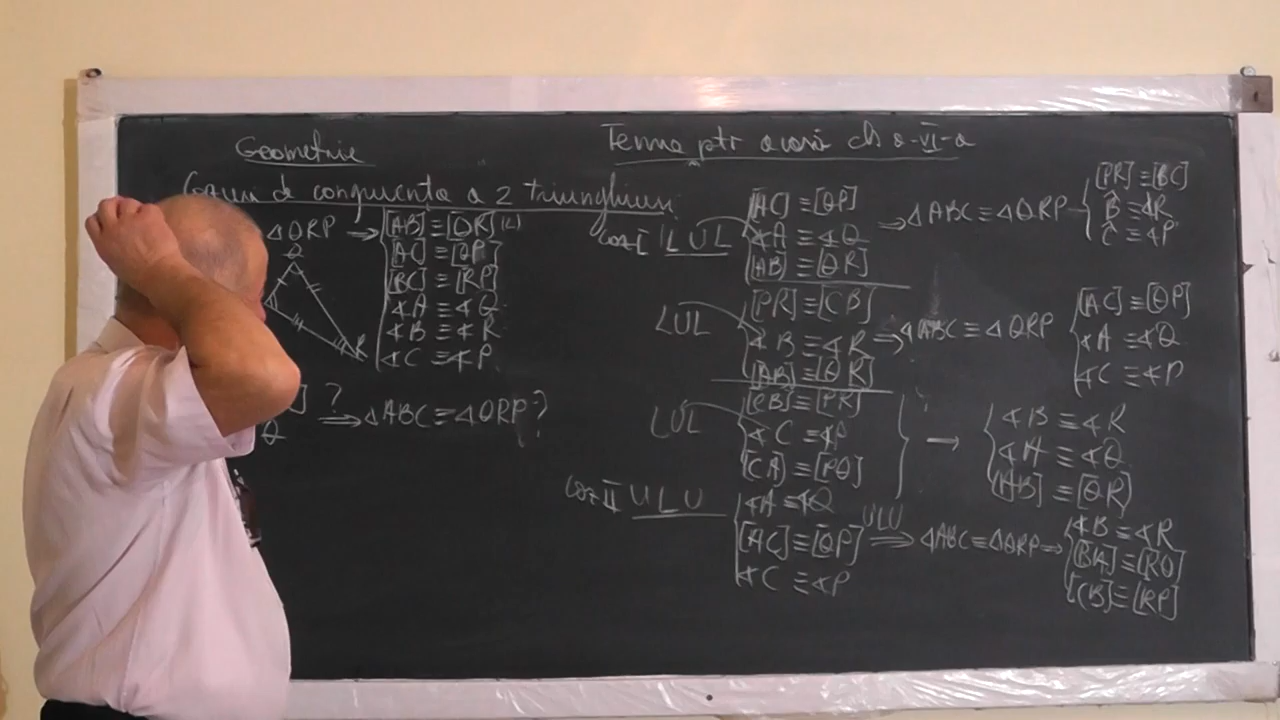 Geometrie
Tema ptr acasă cls a-VI-a
de congruență a 2 triunghiuri
ΔQRP → [AB]≡[QR] (L)
[AC]≡[QP]
[BC]≡[RP]
∢A ≡ ∢Q
∢B ≡ ∢R
∢C ≡ ∢P
Q
R
] ? ⇒ ΔABC ≡ ΔQRP?
Q
caz I LUL
[AC] ≡ [QP]
∢A ≡ ∢Q
[AB] ≡ [QR]
⇒ ΔABC ≡ ΔQRP
[PR] ≡ [BC]
B̂ ≡ ∢R
Ĉ ≡ ∢P
LUL
[PR] ≡ [CB]
∢B ≡ ∢R
[AB] ≡ [QR]
⇒ ΔABC ≡ ΔQRP
[AC] ≡ [QP]
∢A ≡ ∢Q
∢C ≡ ∢P
LUL
[CB] ≡ [PR]
∢C ≡ ∢P
[CA] ≡ [PQ]
→
∢B ≡ ∢R
∢A ≡ ∢Q
[AB] ≡ [QR]
caz II ULU
∢A ≡ ∢Q
[AC] ≡ [QP]
∢C ≡ ∢P
ULU
⇒ ΔABC ≡ ΔQRP ⇒
∢B ≡ ∢R
[BA] ≡ [RQ]
[CB] ≡ [RP]